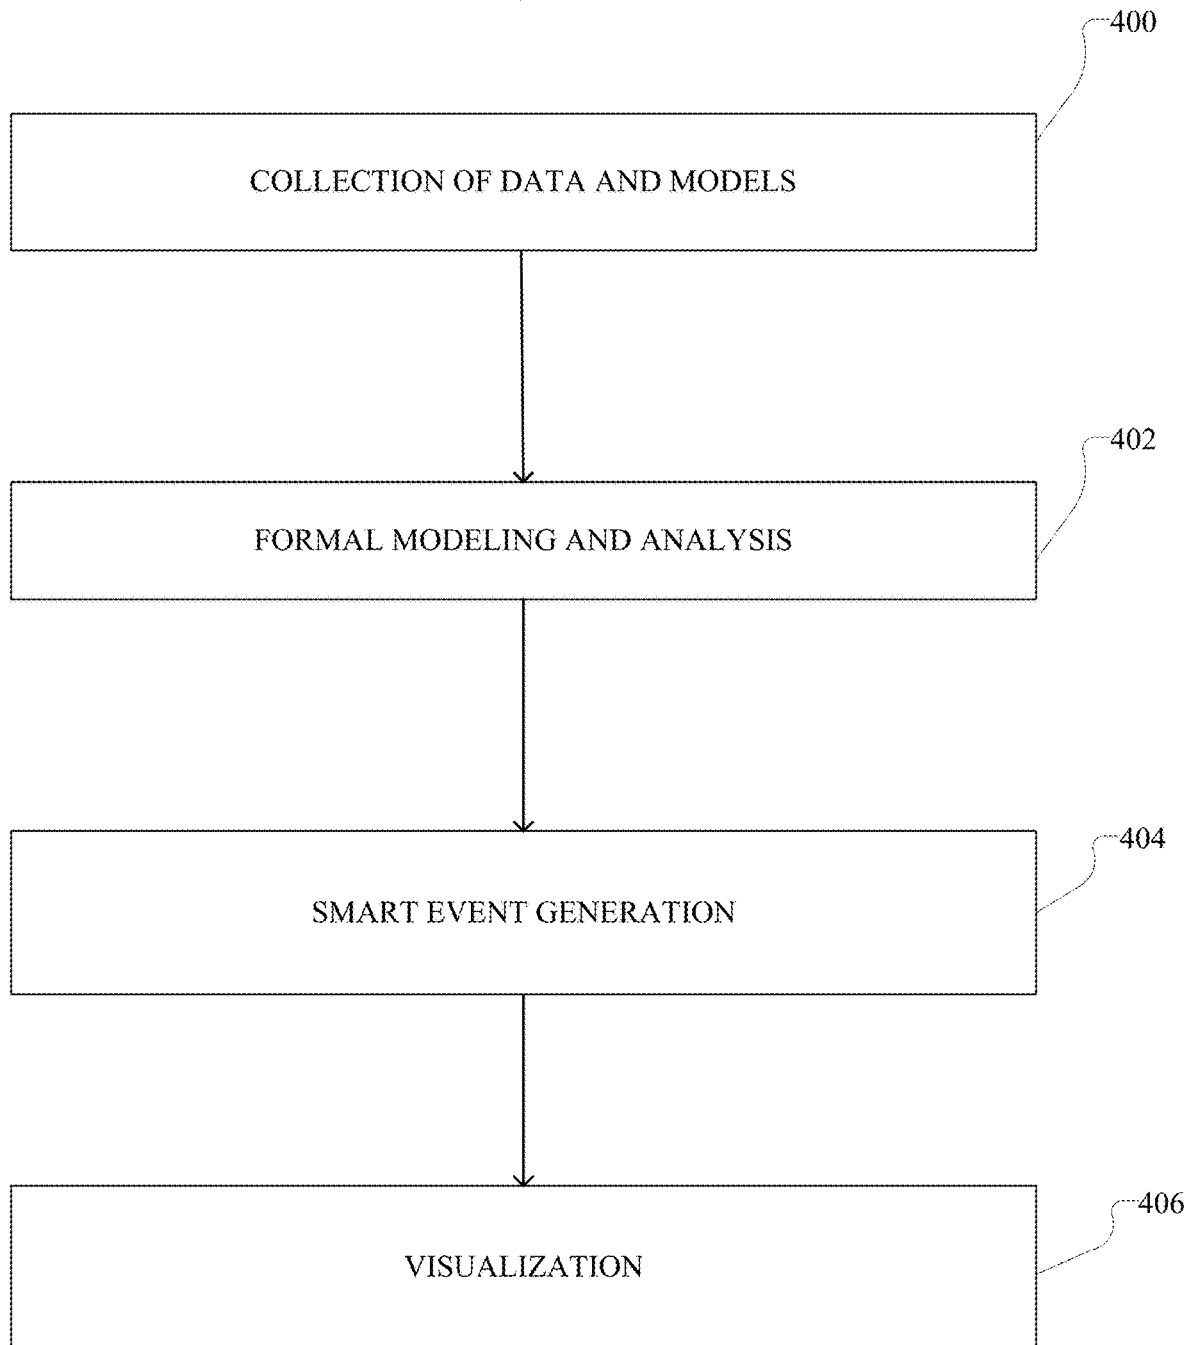 400
COLLECTION OF DATA AND MODELS
402
FORMAL MODELING AND ANALYSIS
404
SMART EVENT GENERATION
406
VISUALIZATION